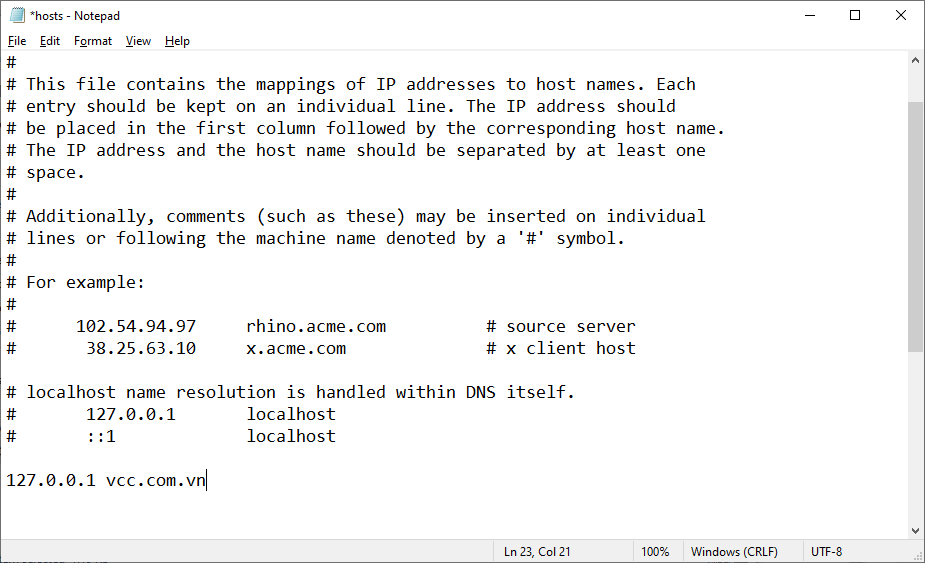 *hosts - Notepad
File Edit Format View Help
#
# This file contains the mappings of IP addresses to host names. Each
# entry should be kept on an individual line. The IP address should
# be placed in the first column followed by the corresponding host name.
# The IP address and the host name should be separated by at least one
# space.
#
# Additionally, comments (such as these) may be inserted on individual
# lines or following the machine name denoted by a '#' symbol.
#
# For example:
#
#      102.54.94.97     rhino.acme.com          # source server
#       38.25.63.10     x.acme.com              # x client host

# localhost name resolution is handled within DNS itself.
#       127.0.0.1       localhost
#       ::1             localhost

127.0.0.1 vcc.com.vn
Ln 23, Col 21 100% Windows (CRLF) UTF-8